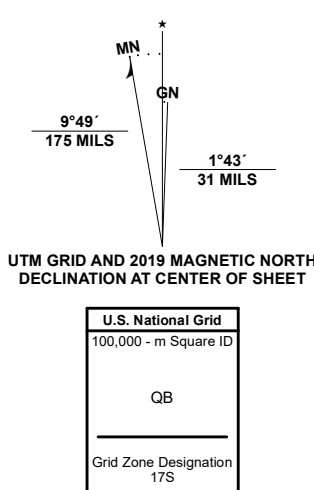 ★
MN
GN
9°49´
175 MILS
1°43´
31 MILS
UTM GRID AND 2019 MAGNETIC NORTH
DECLINATION AT CENTER OF SHEET
U.S. National Grid
100,000 - m Square ID
QB
Grid Zone Designation
17S